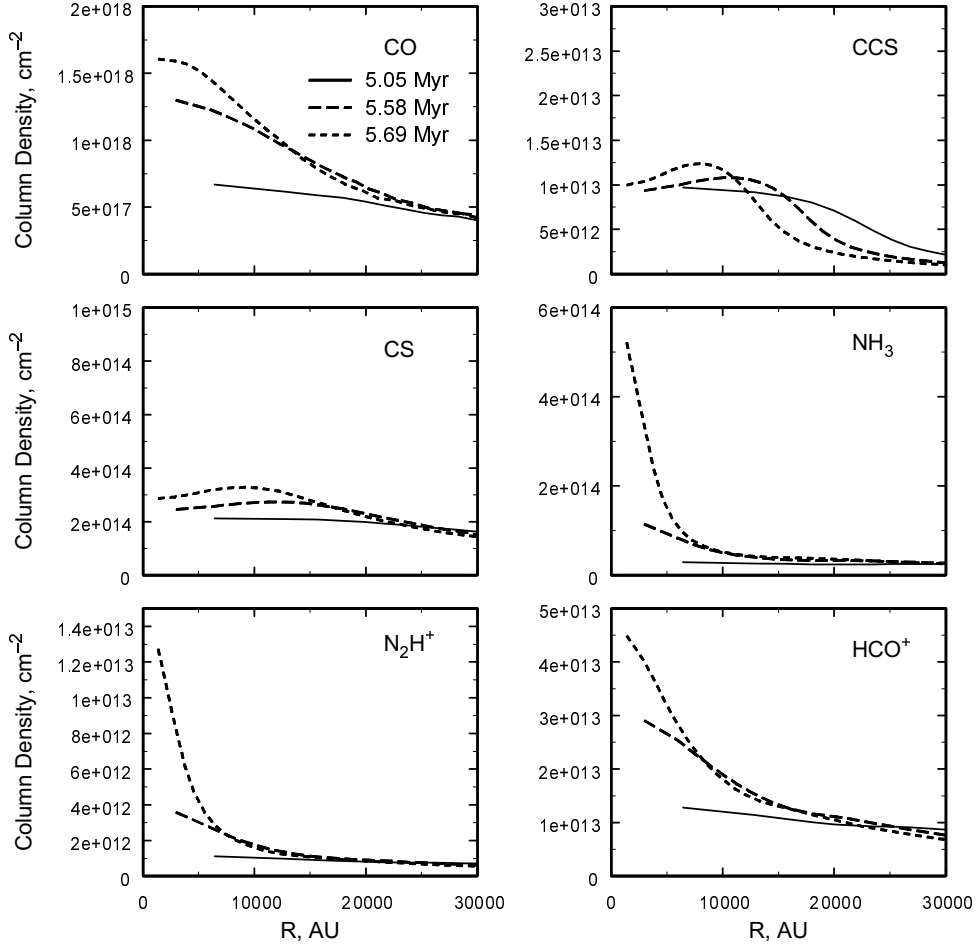 2e+018
1.5e+018
1e+018
5e+017
0
Column Density, cm⁻²
CO
5.05 Myr
5.58 Myr
5.69 Myr
3e+013
2.5e+013
2e+013
1.5e+013
1e+013
5e+012
0
CCS
1e+015
8e+014
6e+014
4e+014
2e+014
0
Column Density, cm⁻²
CS
6e+014
4e+014
2e+014
0
NH₃
1.4e+013
1.2e+013
1e+013
8e+012
6e+012
4e+012
2e+012
0
Column Density, cm⁻²
N₂H⁺
0 10000 20000 30000
R, AU
5e+013
4e+013
3e+013
2e+013
1e+013
0
HCO⁺
0 10000 20000 30000
R, AU